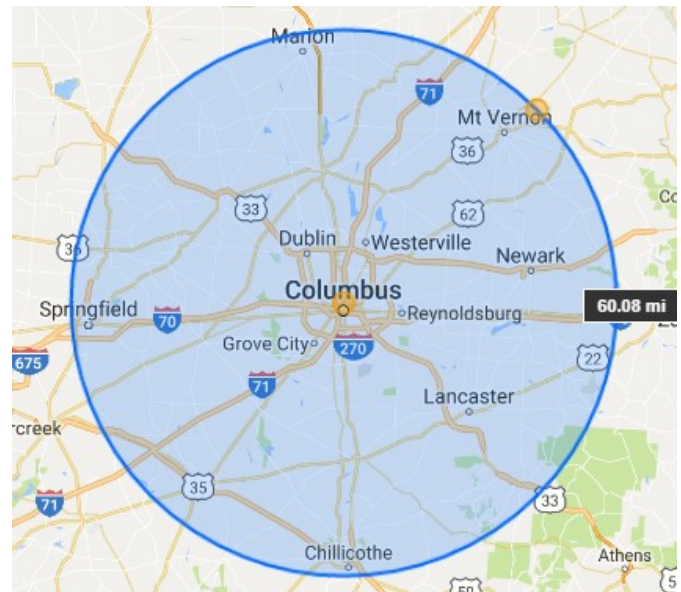 Marion
71
Mt Vernon
36
62
33
Dublin
Westerville
36
Newark
Columbus
60.08 mi
Springfield
70
Reynoldsburg
Grove City
270
22
675
71
Lancaster
rcreek
35
33
71
Chillicothe
Athens
50